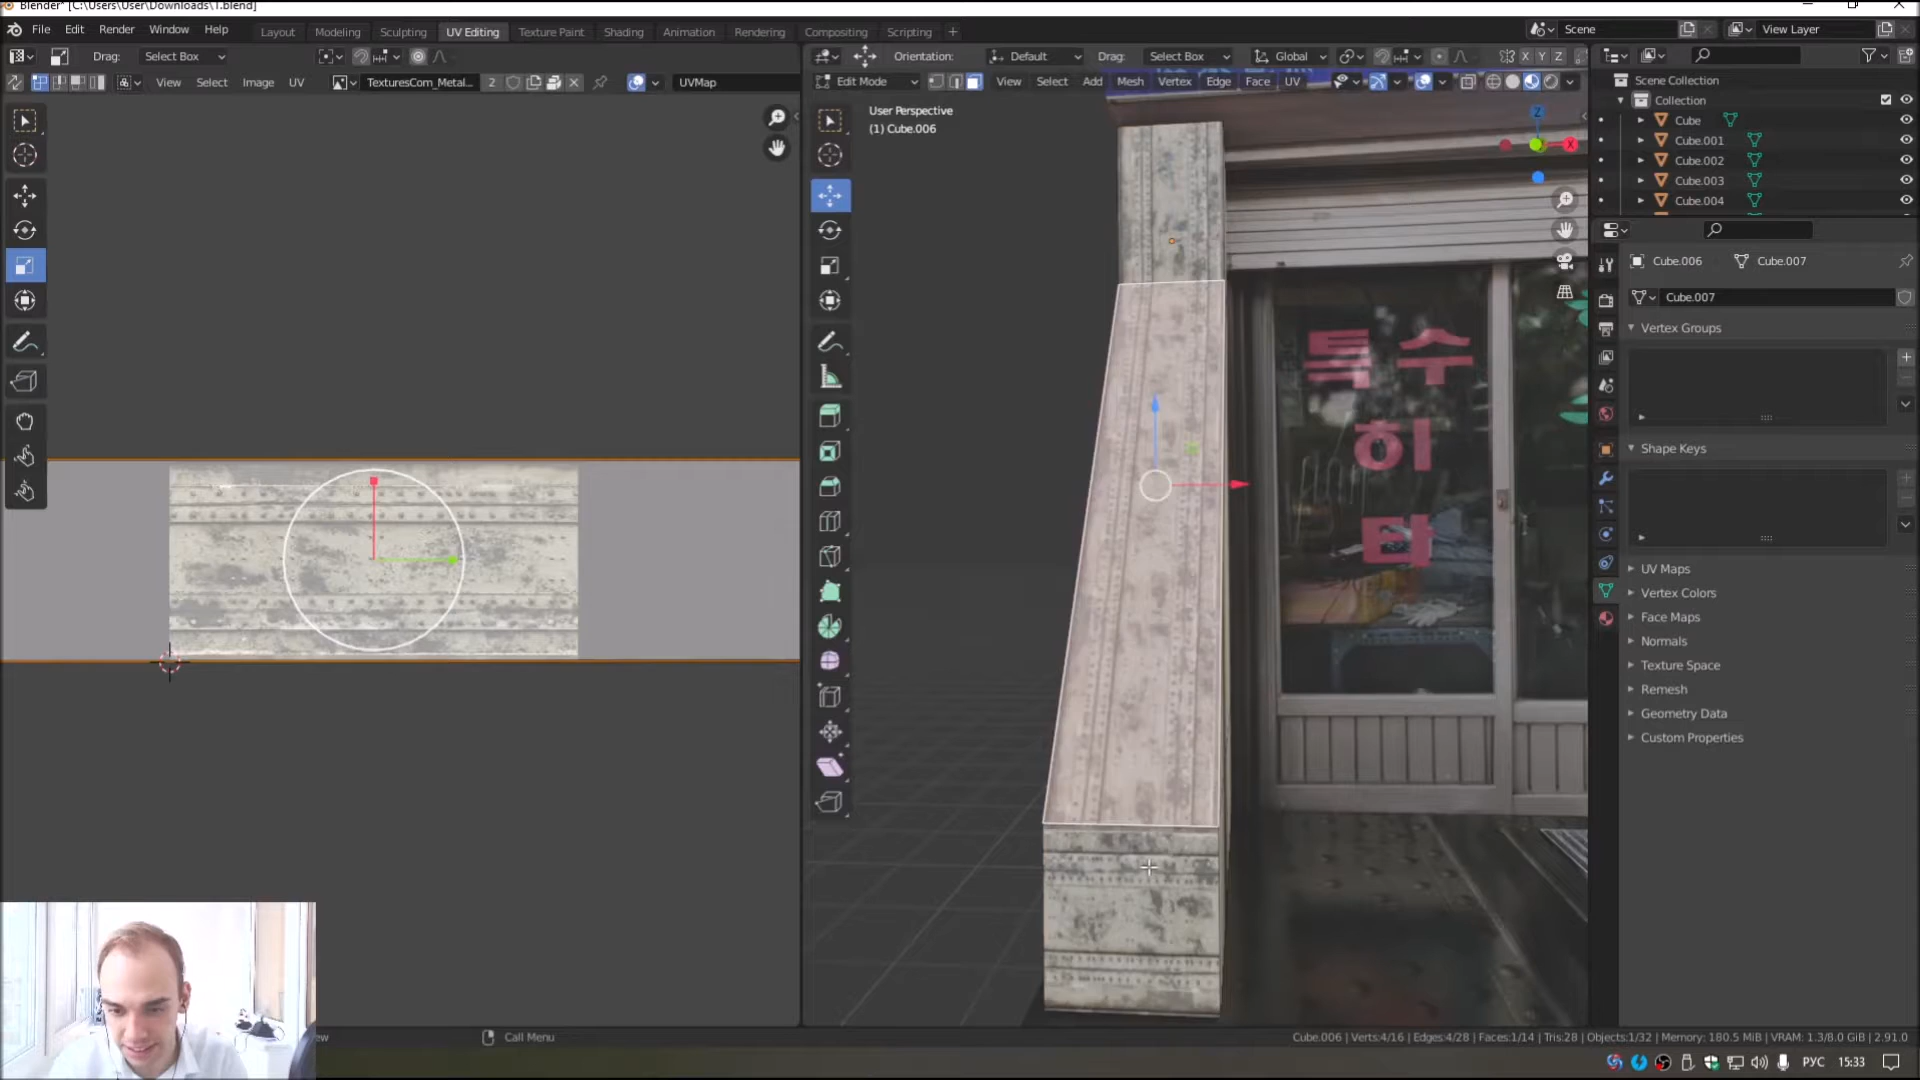 Blender* [C:\Users\User\Downloads\T.blend]
File Edit Render Window Help
Layout Modeling Sculpting UV Editing Texture Paint Shading Animation Rendering Compositing Scripting
Scene
View Layer
Drag: Select Box
Orientation: Default Drag: Select Box Global X Y Z
View Select Image UV TexturesCom_Metal... 2 UVMap
Edit Mode View Select Add Mesh Vertex Edge Face UV
User Perspective
(1) Cube.006
Z
X
Scene Collection
Collection
Cube
Cube.001
Cube.002
Cube.003
Cube.004
Cube.006 Cube.007
Cube.007
Vertex Groups
Shape Keys
UV Maps
Vertex Colors
Face Maps
Normals
Texture Space
Remesh
Geometry Data
Custom Properties
특수
히
타
Call Menu
Cube.006 | Verts:4/16 | Edges:4/28 | Faces:1/14 | Tris:28 | Objects:1/32 | Memory: 180.5 MiB | VRAM: 1.3/8.0 GiB | 2.91.0
РУС 15:33